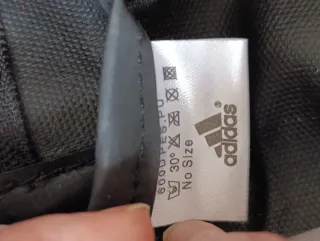 adidas®
600D PES.PU
30°
No Size